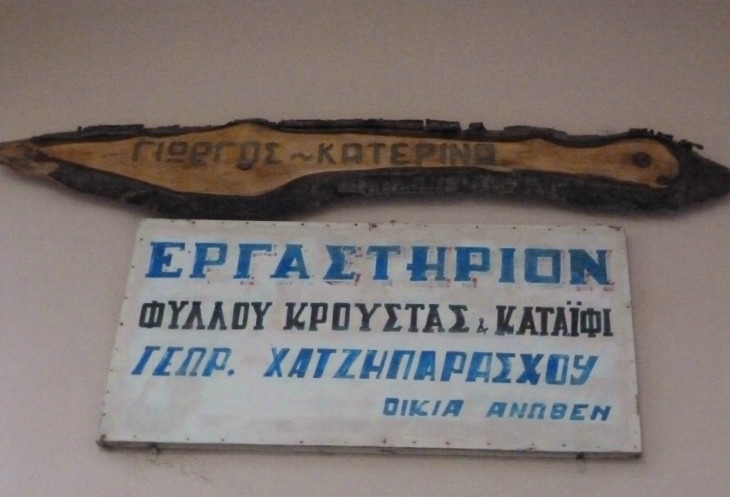 ΓΙΩΡΓΟΣ ~ ΚΑΤΕΡΙΝΑ
ΕΡΓΑΣΤΗΡΙΟΝ
ΦΥΛΛΟΥ ΚΡΟΥΣΤΑΣ & ΚΑΤΑΪΦΙ
ΓΕΩΡ. ΧΑΤΖΗΠΑΡΑΣΧΟΥ
ΟΙΚΙΑ ΑΝΩΘΕΝ